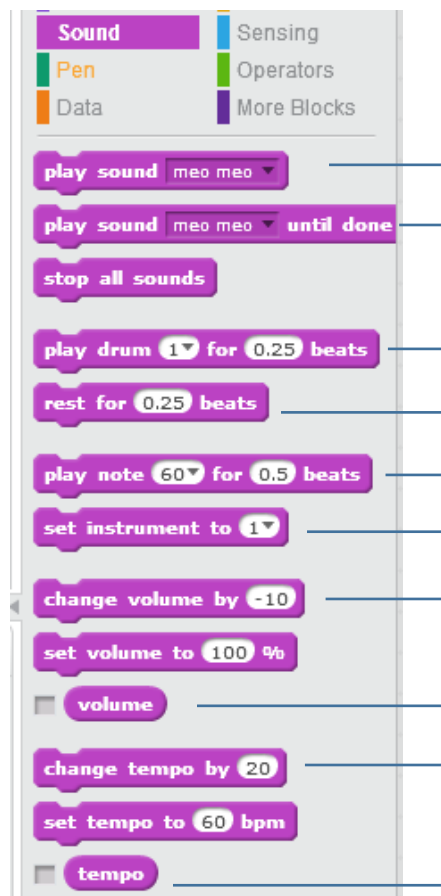 Sound Sensing
Pen Operators
Data More Blocks
play sound meo meo
play sound meo meo until done
stop all sounds
play drum 1 for 0.25 beats
rest for 0.25 beats
play note 60 for 0.5 beats
set instrument to 1
change volume by -10
set volume to 100 %
volume
change tempo by 20
set tempo to 60 bpm
tempo